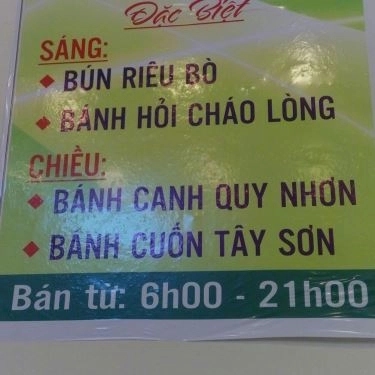 Đặc Biệt
SÁNG:
BÚN RIÊU BÒ
BÁNH HỎI CHÁO LÒNG
CHIỀU:
BÁNH CANH QUY NHƠN
BÁNH CUỐN TÂY SƠN
Bán từ: 6h00 - 21h00